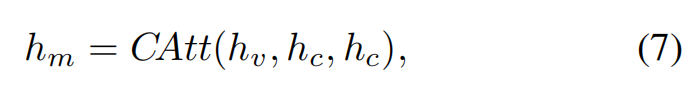 h_m = CAtt(h_v, h_c, h_c), (7)